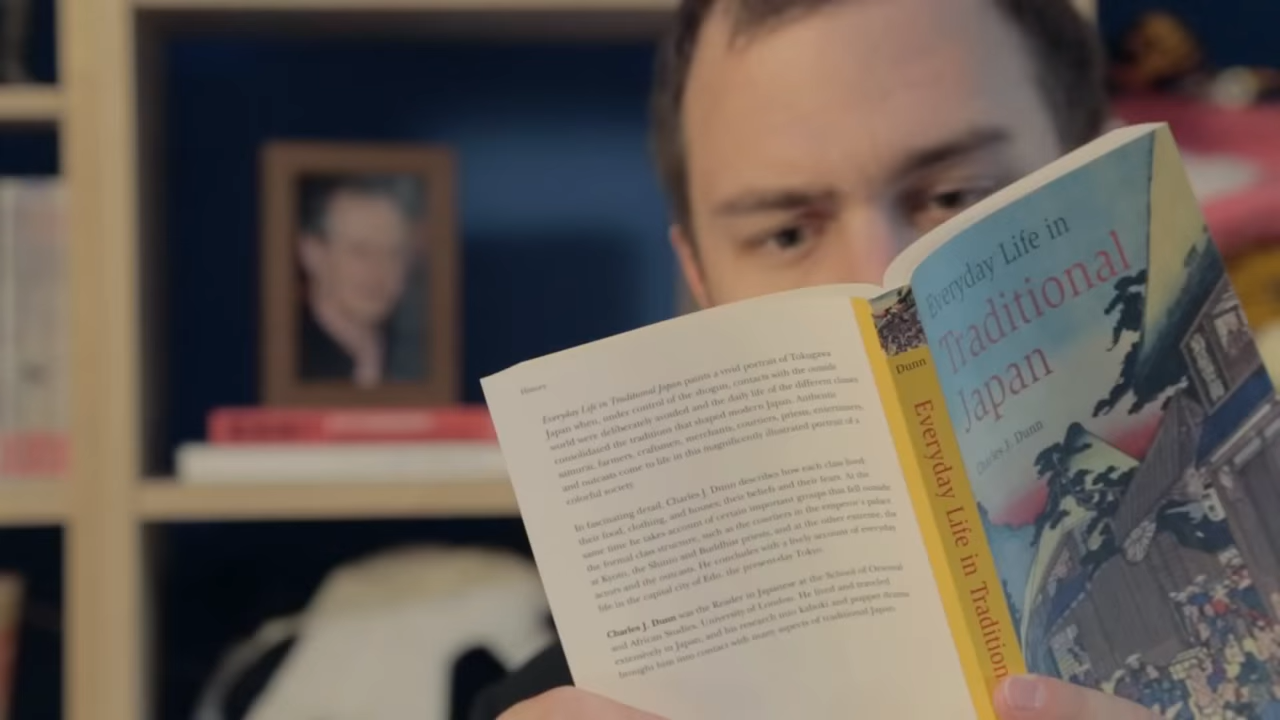 History
Everyday Life in Traditional Japan paints a vivid portrait of Tokugawa
Japan when, under control of the shogun, contacts with the outside
world were deliberately avoided and the daily life of the different classes
consolidated the traditions that shaped modern Japan. Authentic
samurai, farmers, craftsmen, merchants, courtiers, priests, entertainers,
and outcasts come to life in this magnificently illustrated portrait of a
colorful society.
In fascinating detail, Charles J. Dunn describes how each class lived:
their food, clothing, and houses; their beliefs and their fears. At the
same time he takes account of certain important groups that fell outside
the formal class structure, such as the courtiers in the emperor's palace
at Kyoto, the Shinto and Buddhist priests, and at the other extreme, the
actors and the outcasts. He concludes with a lively account of everyday
life in the capital city of Edo, the present-day Tokyo.
Charles J. Dunn was the Reader in Japanese at the School of Oriental
and African Studies, University of London. He lived and traveled
extensively in Japan, and his research into kabuki and puppet drama
brought him into contact with many aspects of traditional Japan.
Dunn
Everyday Life in Tradition
Everyday Life in
Traditional
Japan
Charles J. Dunn